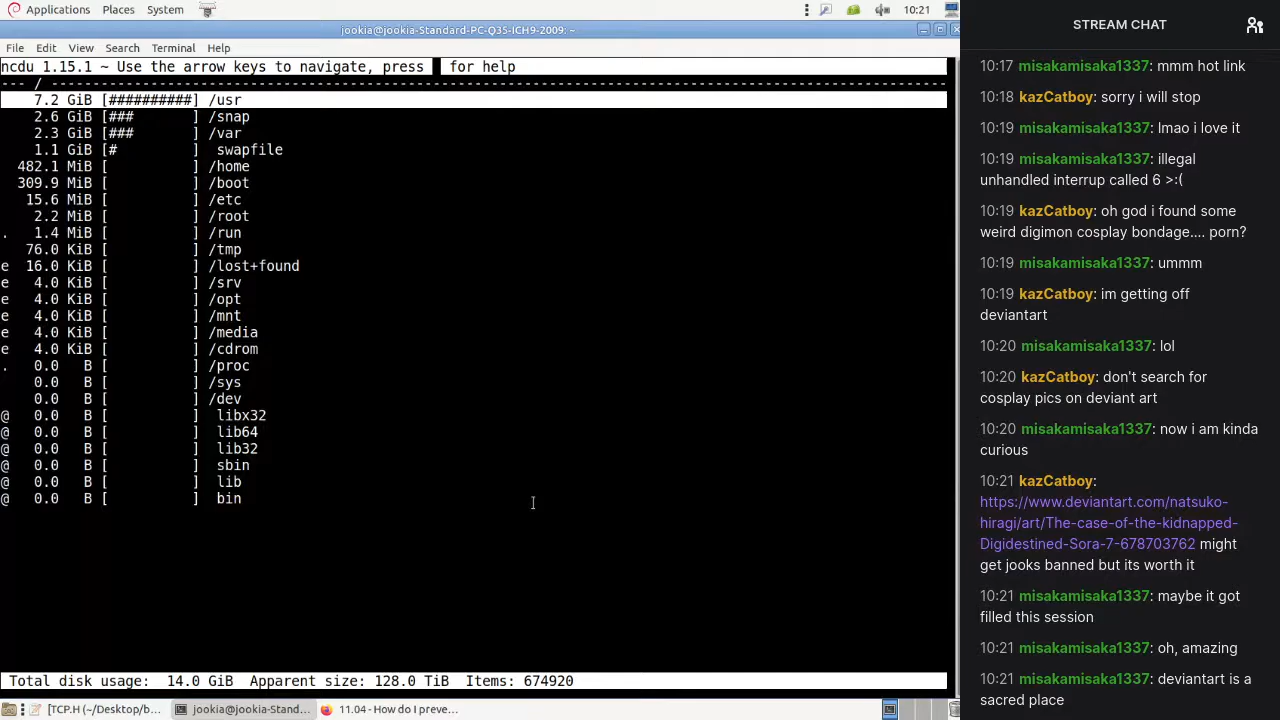 Applications Places System 10:21
jookia@jookia-Standard-PC-Q35-ICH9-2009: ~
File Edit View Search Terminal Help
ncdu 1.15.1 ~ Use the arrow keys to navigate, press for help
--- / ---
7.2 GiB [##########] /usr
2.6 GiB [### ] /snap
2.3 GiB [### ] /var
1.1 GiB [# ] swapfile
482.1 MiB [ ] /home
309.9 MiB [ ] /boot
15.6 MiB [ ] /etc
2.2 MiB [ ] /root
. 1.4 MiB [ ] /run
76.0 KiB [ ] /tmp
e 16.0 KiB [ ] /lost+found
e 4.0 KiB [ ] /srv
e 4.0 KiB [ ] /opt
e 4.0 KiB [ ] /mnt
e 4.0 KiB [ ] /media
e 4.0 KiB [ ] /cdrom
. 0.0 B [ ] /proc
0.0 B [ ] /sys
0.0 B [ ] /dev
@ 0.0 B [ ] libx32
@ 0.0 B [ ] lib64
@ 0.0 B [ ] lib32
@ 0.0 B [ ] sbin
@ 0.0 B [ ] lib
@ 0.0 B [ ] bin
Total disk usage: 14.0 GiB Apparent size: 128.0 TiB Items: 674920
[TCP.H (~/Desktop/b... jookia@jookia-Stand... 11.04 - How do I preve...
STREAM CHAT
10:17 misakamisaka1337: mmm hot link
10:18 kazCatboy: sorry i will stop
10:19 misakamisaka1337: lmao i love it
10:19 misakamisaka1337: illegal
unhandled interrup called 6 >:(
10:19 kazCatboy: oh god i found some
weird digimon cosplay bondage.... porn?
10:19 misakamisaka1337: ummm
10:19 kazCatboy: im getting off
deviantart
10:20 misakamisaka1337: lol
10:20 kazCatboy: don't search for
cosplay pics on deviant art
10:20 misakamisaka1337: now i am kinda
curious
10:21 kazCatboy:
https://www.deviantart.com/natsuko-
hiragi/art/The-case-of-the-kidnapped-
Digidestined-Sora-7-678703762 might
get jooks banned but its worth it
10:21 misakamisaka1337: maybe it got
filled this session
10:21 misakamisaka1337: oh, amazing
10:21 misakamisaka1337: deviantart is a
sacred place